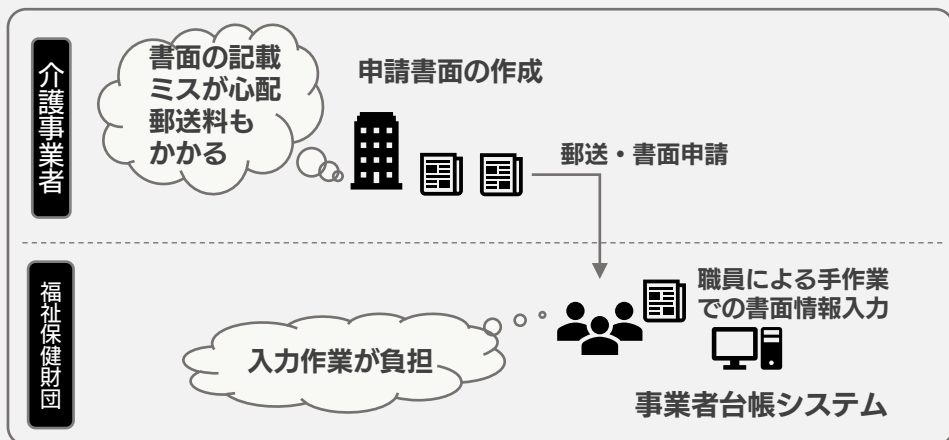 介護事業者
書面の記載
ミスが心配
郵送料も
かかる
申請書面の作成
郵送・書面申請
福祉保健財団
入力作業が負担
職員による手作業
での書面情報入力
事業者台帳システム